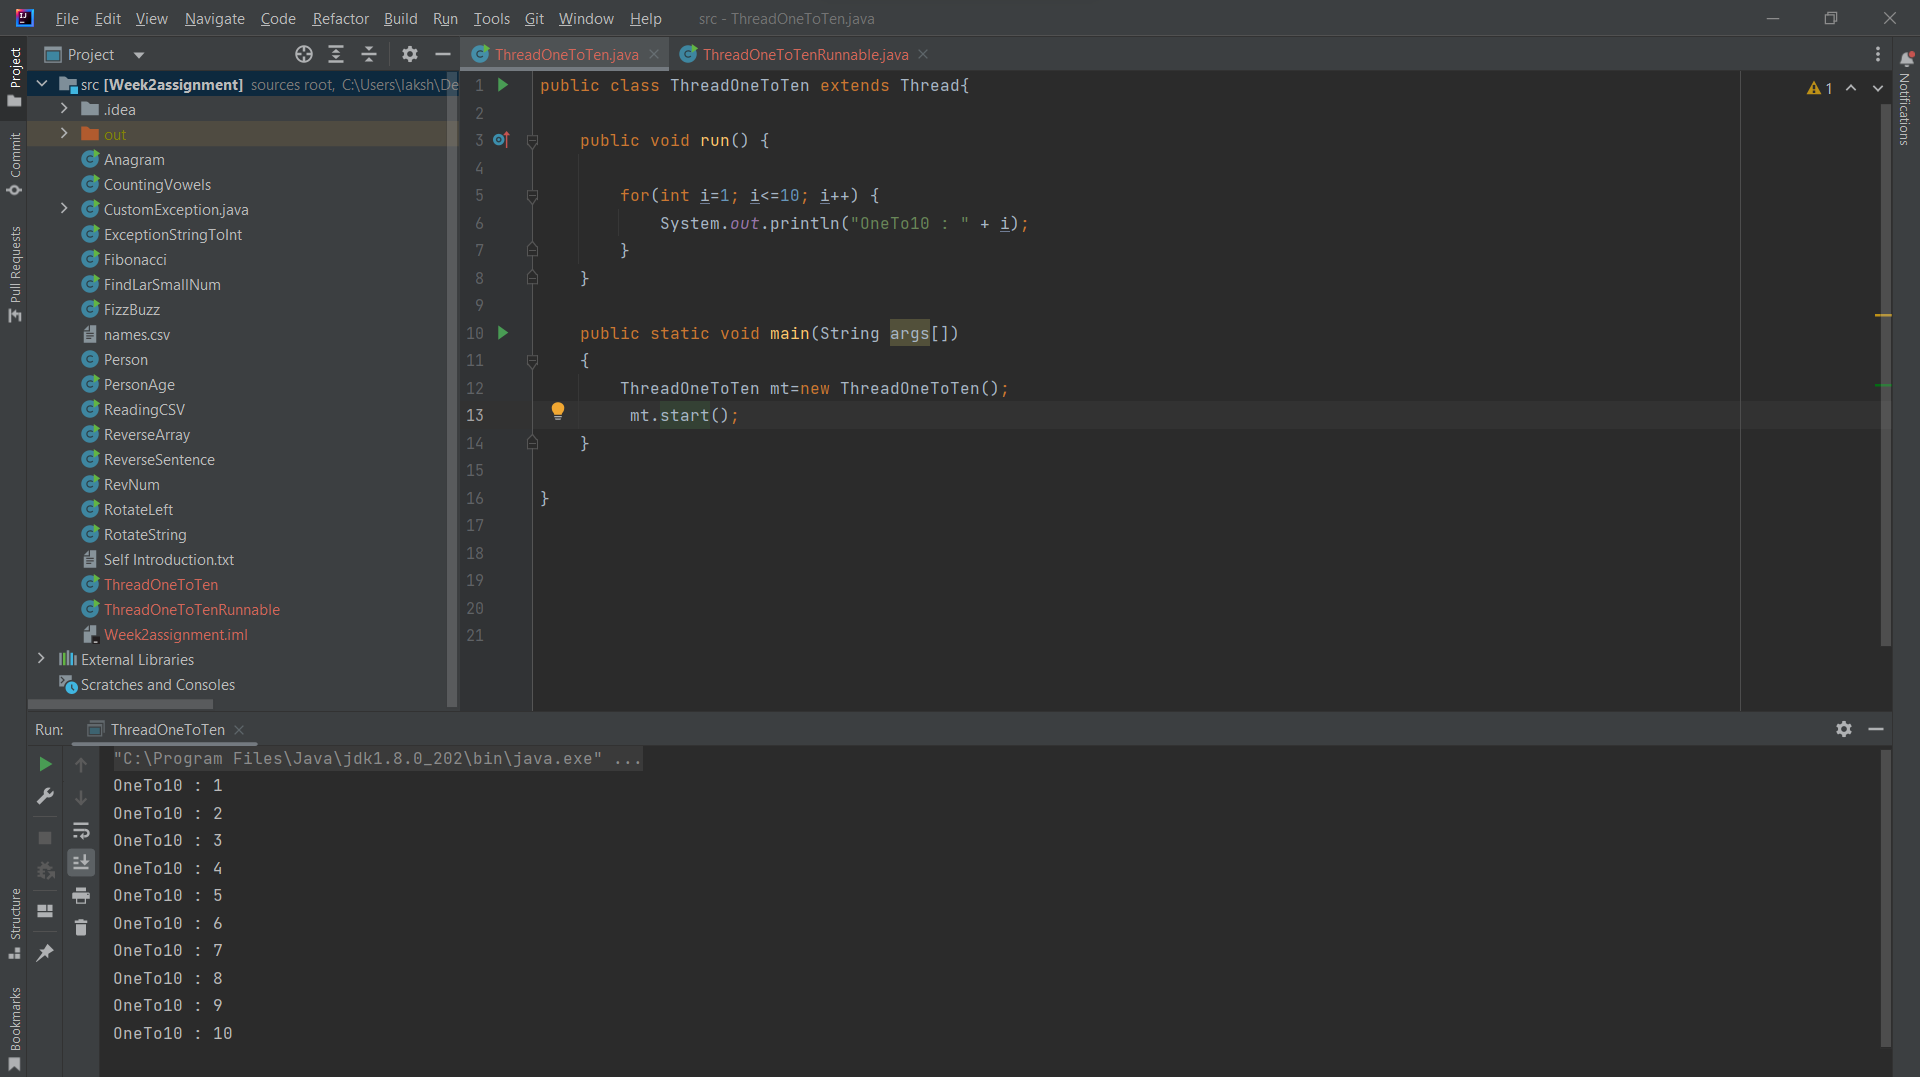 File Edit View Navigate Code Refactor Build Run Tools Git Window Help src - ThreadOneToTen.java
Project
ThreadOneToTen.java
ThreadOneToTenRunnable.java
Project
Commit
Pull Requests
Structure
Bookmarks
Notifications
src [Week2assignment] sources root, C:\Users\laksh\De
.idea
out
Anagram
CountingVowels
CustomException.java
ExceptionStringToInt
Fibonacci
FindLarSmallNum
FizzBuzz
names.csv
Person
PersonAge
ReadingCSV
ReverseArray
ReverseSentence
RevNum
RotateLeft
RotateString
Self Introduction.txt
ThreadOneToTen
ThreadOneToTenRunnable
Week2assignment.iml
External Libraries
Scratches and Consoles
1 public class ThreadOneToTen extends Thread{
2
3 public void run() {
4
5 for(int i=1; i<=10; i++) {
6 System.out.println("OneTo10 : " + i);
7 }
8 }
9
10 public static void main(String args[])
11 {
12 ThreadOneToTen mt=new ThreadOneToTen();
13 mt.start();
14 }
15
16 }
17
18
19
20
21
1
Run: ThreadOneToTen
"C:\Program Files\Java\jdk1.8.0_202\bin\java.exe" ...
OneTo10 : 1
OneTo10 : 2
OneTo10 : 3
OneTo10 : 4
OneTo10 : 5
OneTo10 : 6
OneTo10 : 7
OneTo10 : 8
OneTo10 : 9
OneTo10 : 10